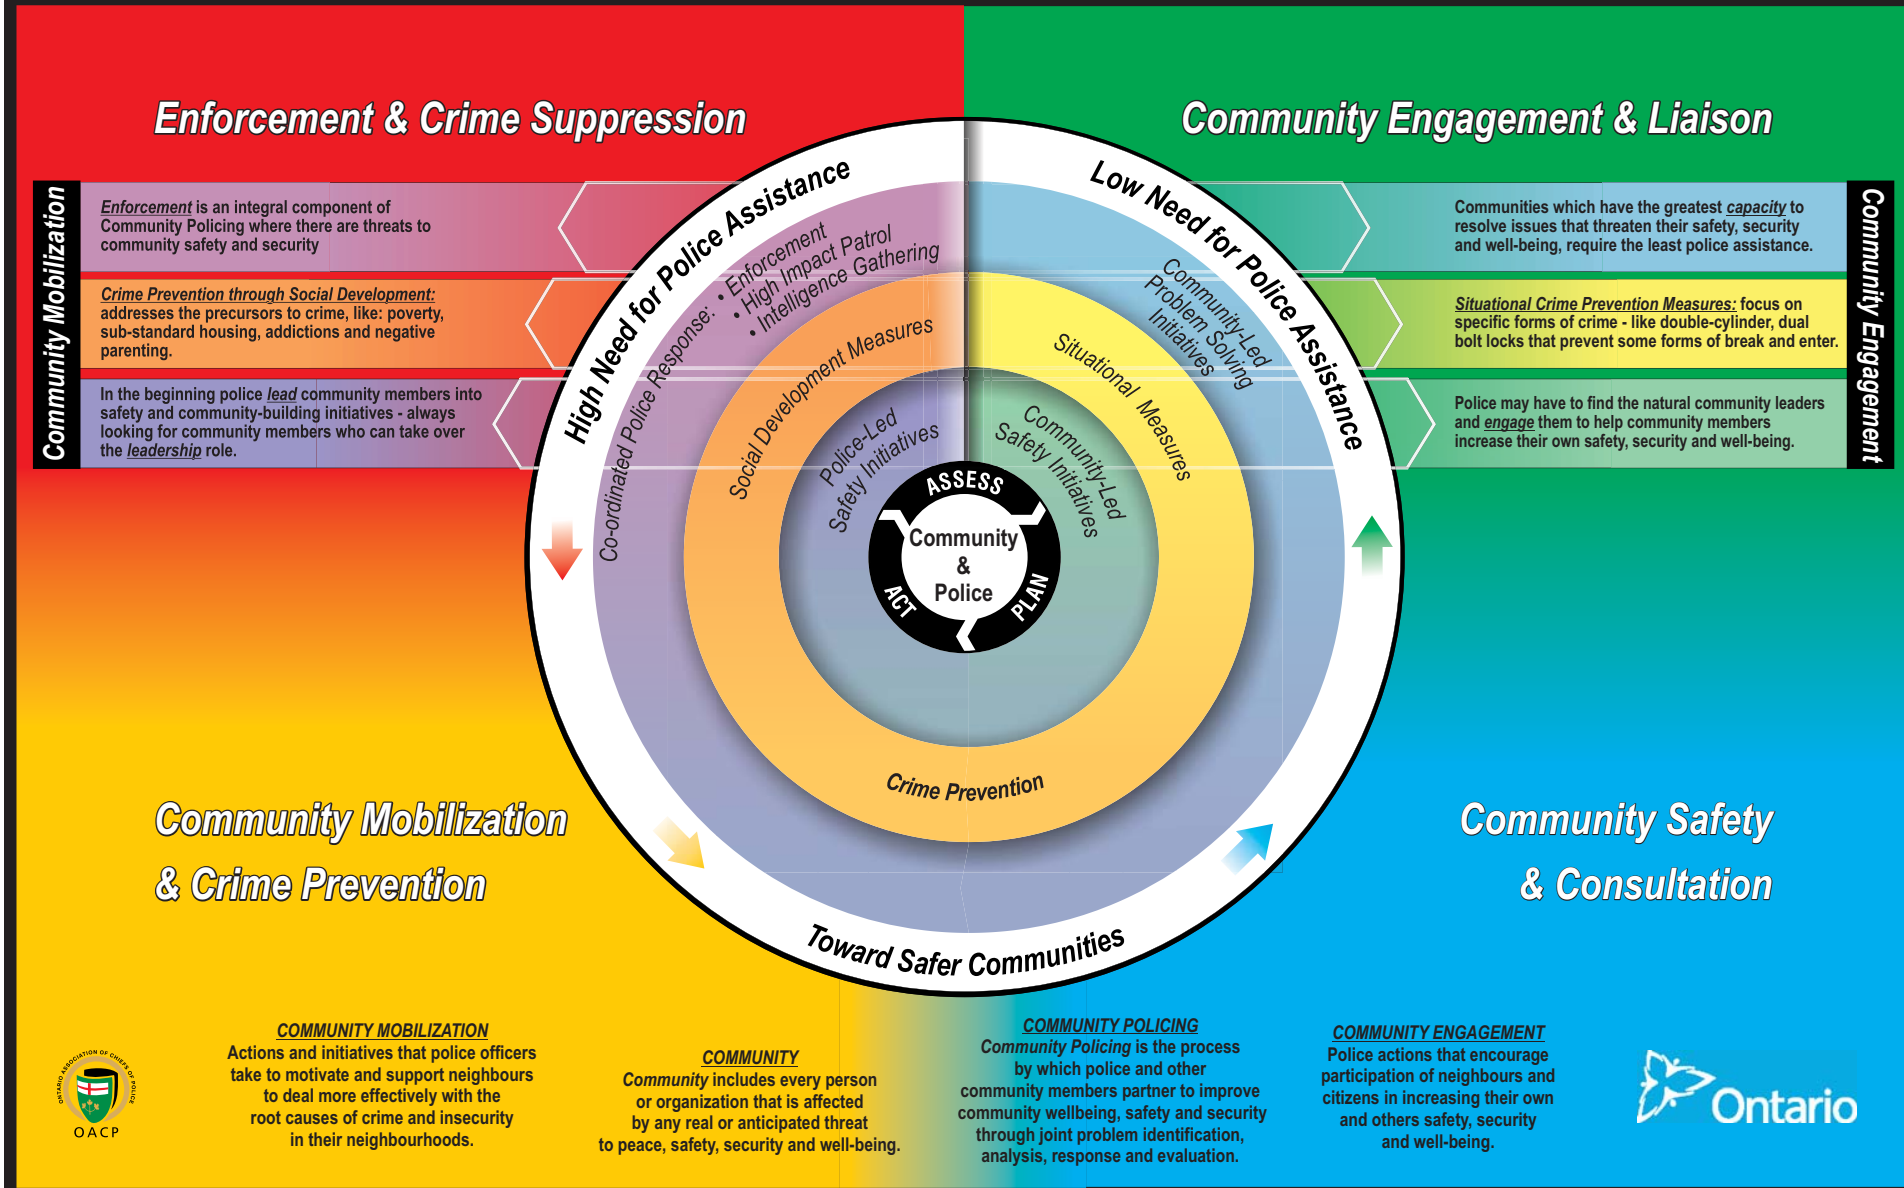 Enforcement & Crime Suppression
Community Engagement & Liaison
Community Mobilization
Enforcement is an integral component of
Community Policing where there are threats to
community safety and security
Crime Prevention through Social Development:
addresses the precursors to crime, like: poverty,
sub-standard housing, addictions and negative
parenting.
In the beginning police lead community members into
safety and community-building initiatives - always
looking for community members who can take over
the leadership role.
High Need for Police Assistance
Low Need for Police Assistance
Co-ordinated Police Response:
• Enforcement
• High Impact Patrol
• Intelligence Gathering
Social Development Measures
Police-Led
Safety Initiatives
Community-Led
Problem Solving
Initiatives
Situational Measures
Community-Led
Safety Initiatives
ASSESS
PLAN
ACT
Community
&
Police
Crime Prevention
Toward Safer Communities
Communities which have the greatest capacity to
resolve issues that threaten their safety, security
and well-being, require the least police assistance.
Situational Crime Prevention Measures: focus on
specific forms of crime - like double-cylinder, dual
bolt locks that prevent some forms of break and enter.
Police may have to find the natural community leaders
and engage them to help community members
increase their own safety, security and well-being.
Community Engagement
Community Mobilization
& Crime Prevention
Community Safety
& Consultation
ONTARIO ASSOCIATION OF CHIEFS OF POLICE
OACP
COMMUNITY MOBILIZATION
Actions and initiatives that police officers
take to motivate and support neighbours
to deal more effectively with the
root causes of crime and insecurity
in their neighbourhoods.
COMMUNITY
Community includes every person
or organization that is affected
by any real or anticipated threat
to peace, safety, security and well-being.
COMMUNITY POLICING
Community Policing is the process
by which police and other
community members partner to improve
community wellbeing, safety and security
through joint problem identification,
analysis, response and evaluation.
COMMUNITY ENGAGEMENT
Police actions that encourage
participation of neighbours and
citizens in increasing their own
and others safety, security
and well-being.
Ontario